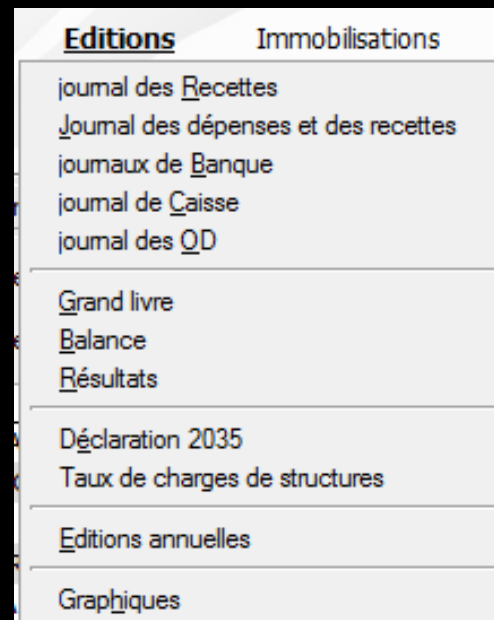 Editions Immobilisations
journal des Recettes
Journal des dépenses et des recettes
journaux de Banque
journal de Caisse
journal des OD
Grand livre
Balance
Résultats
Déclaration 2035
Taux de charges de structures
Editions annuelles
Graphiques